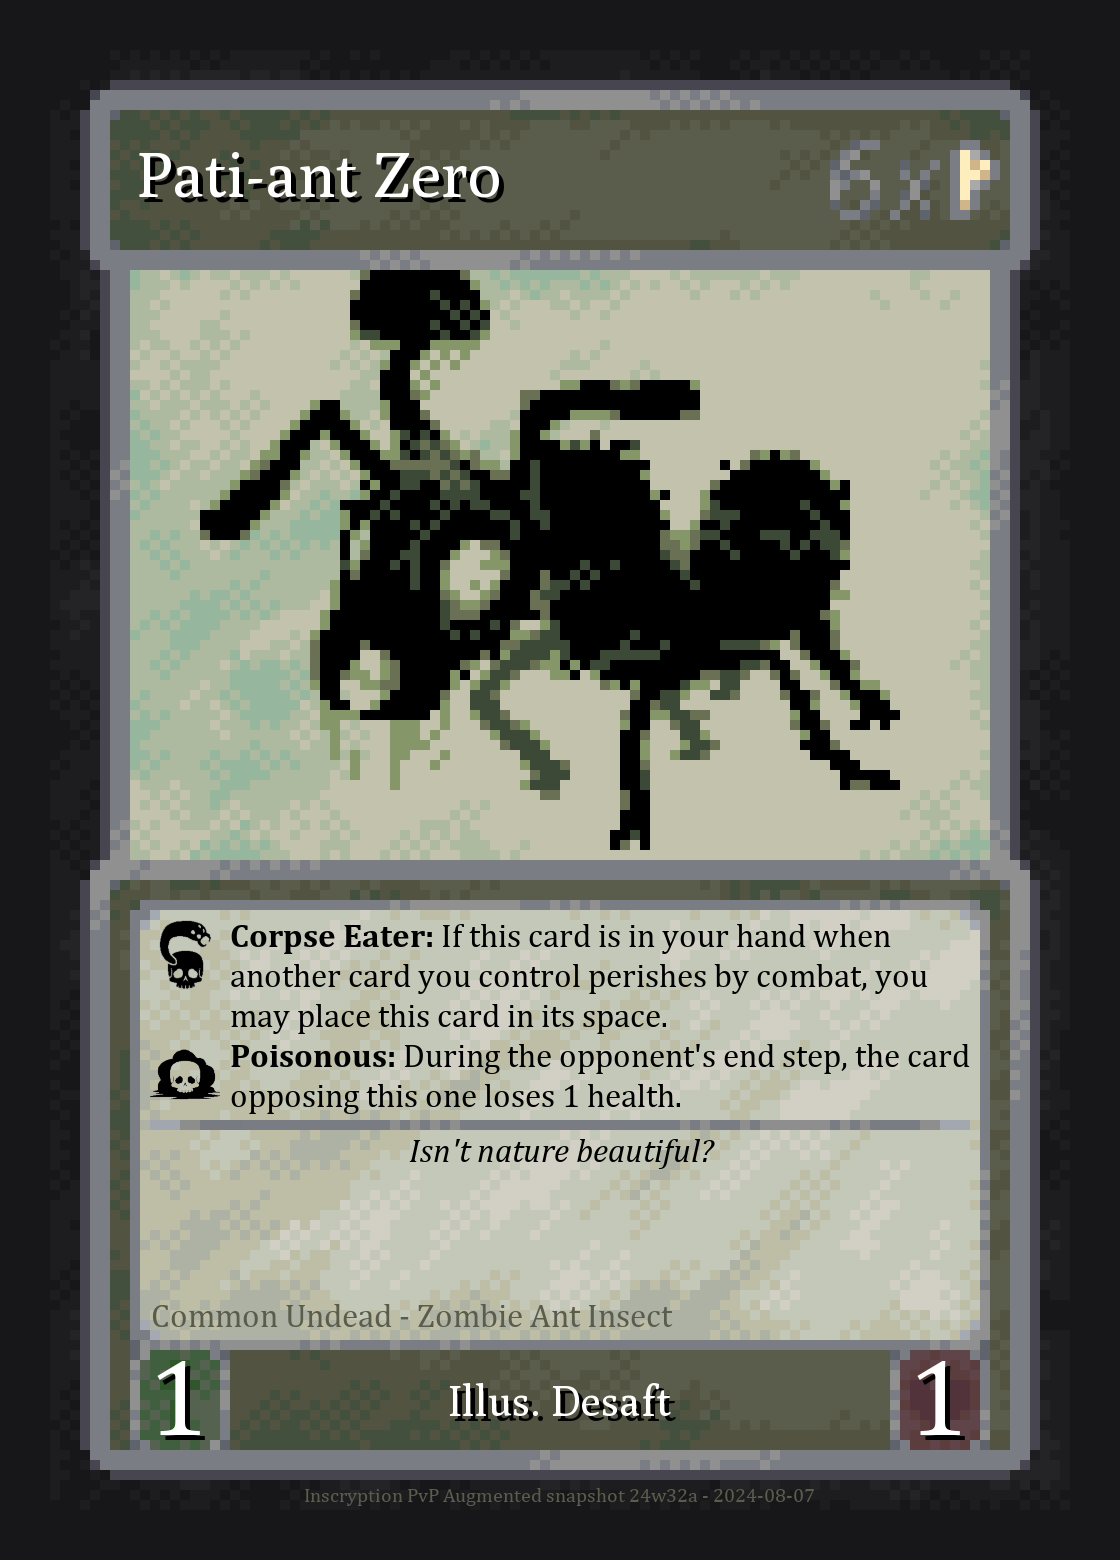 Pati-ant Zero
6x
Corpse Eater: If this card is in your hand when
another card you control perishes by combat, you
may place this card in its space.
Poisonous: During the opponent's end step, the card
opposing this one loses 1 health.
Isn't nature beautiful?
Common Undead - Zombie Ant Insect
1
Illus. Desaft
1
Inscryption PvP Augmented snapshot 24w32a - 2024-08-07